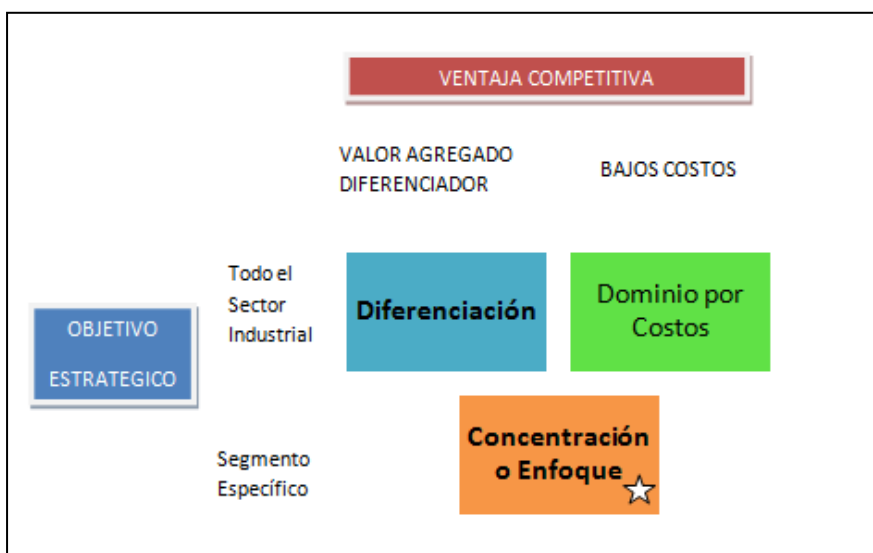 VENTAJA COMPETITIVA
VALOR AGREGADO
DIFERENCIADOR
BAJOS COSTOS
Todo el
Sector
Industrial
Diferenciación
Dominio por
Costos
OBJETIVO
ESTRATEGICO
Concentración
o Enfoque
Segmento
Específico